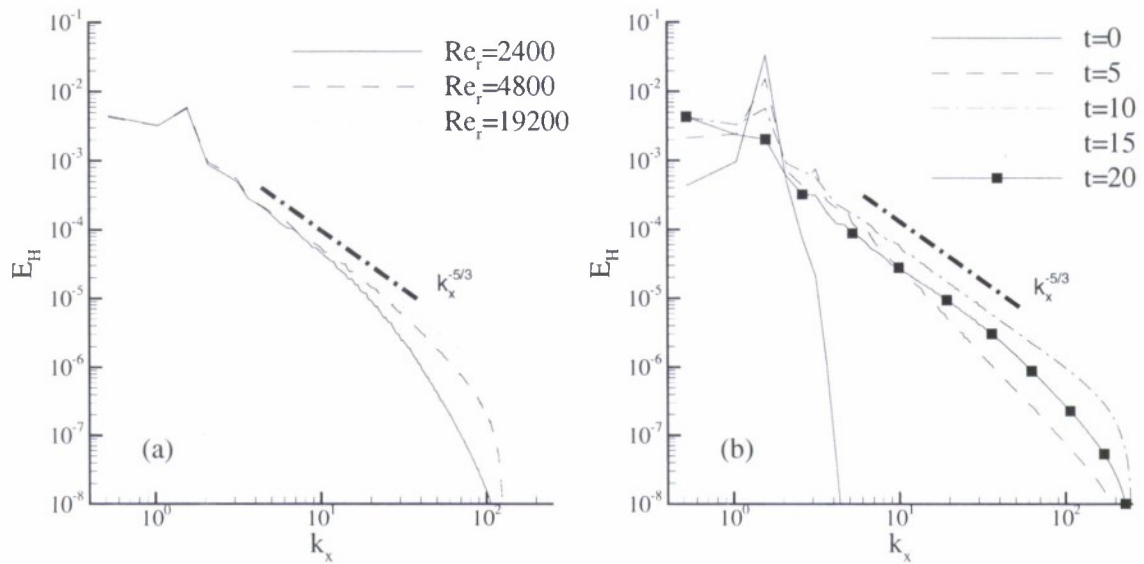 10^-1
10^-2
10^-3
10^-4
10^-5
10^-6
10^-7
10^-8
E_H
Re_r=2400
Re_r=4800
Re_r=19200
k_x^-5/3
(a)
10^0
10^1
10^2
k_x
10^-1
10^-2
10^-3
10^-4
10^-5
10^-6
10^-7
10^-8
E_H
t=0
t=5
t=10
t=15
t=20
k_x^-5/3
(b)
10^0
10^1
10^2
k_x